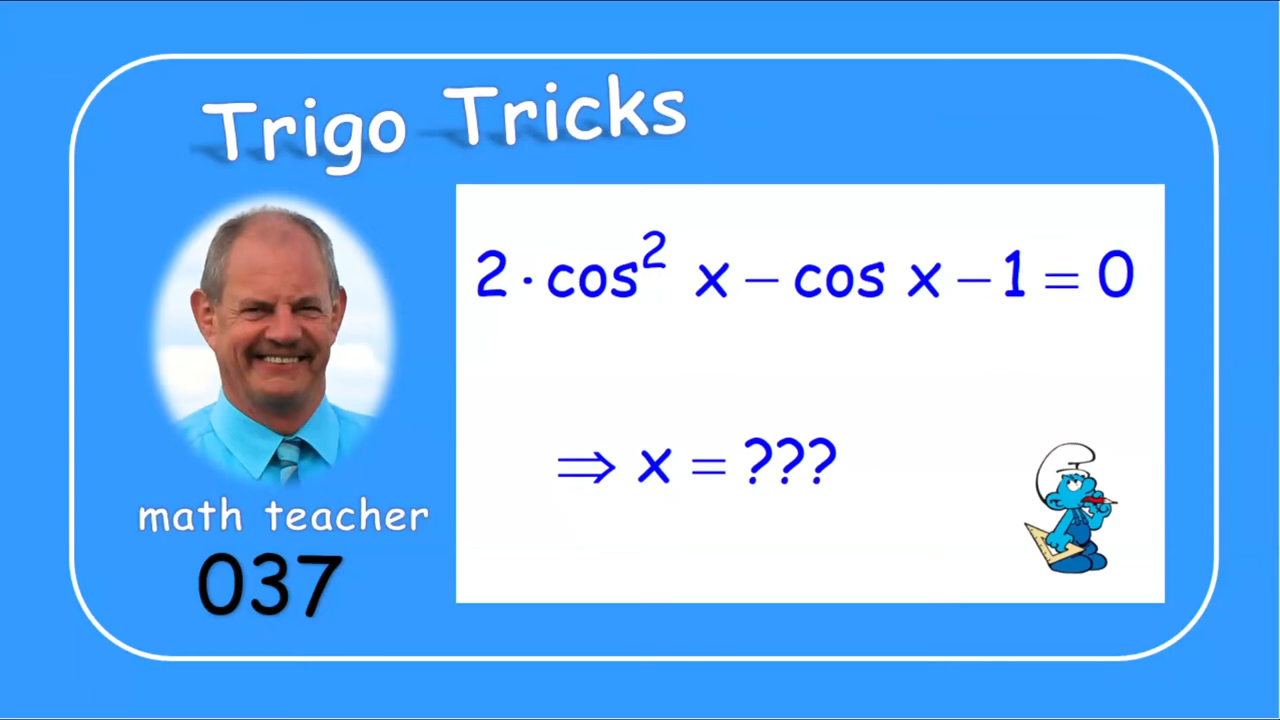 Trigo Tricks
2 · cos² x – cos x – 1 = 0
⇒ x = ???
math teacher
037